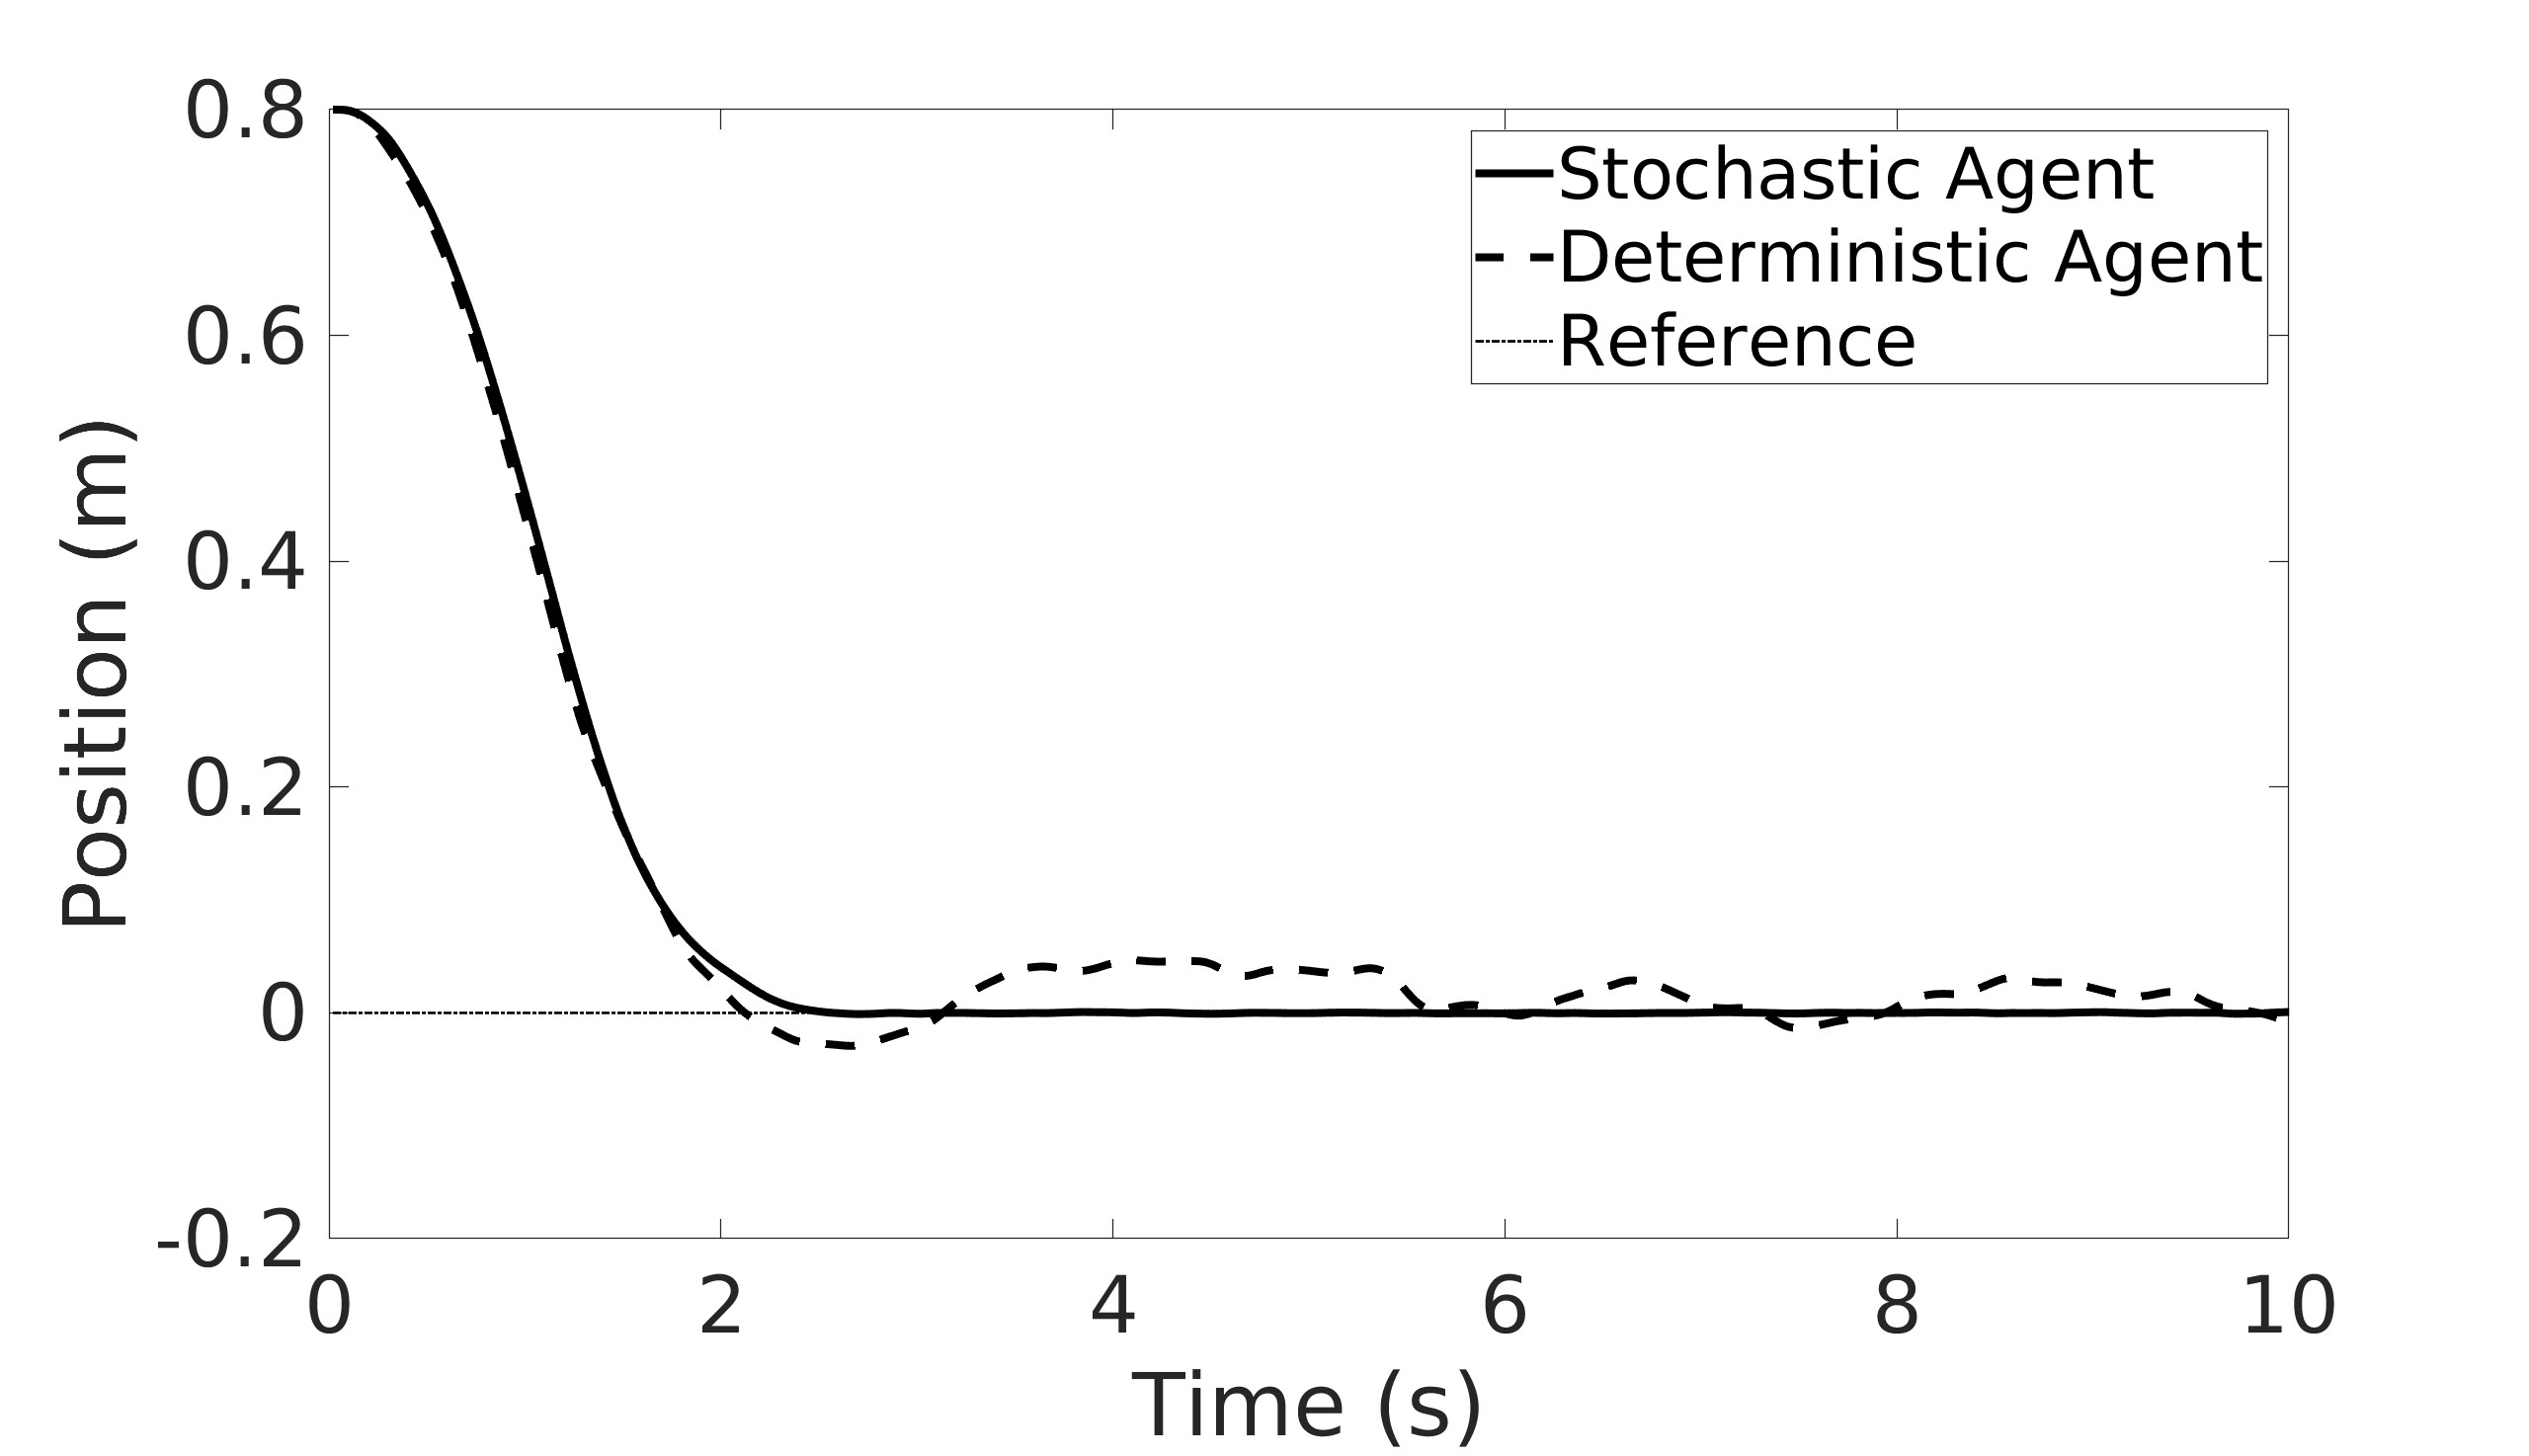 0.8
0.6
0.4
0.2
0
-0.2
Position (m)
Stochastic Agent
Deterministic Agent
Reference
0 2 4 6 8 10
Time (s)